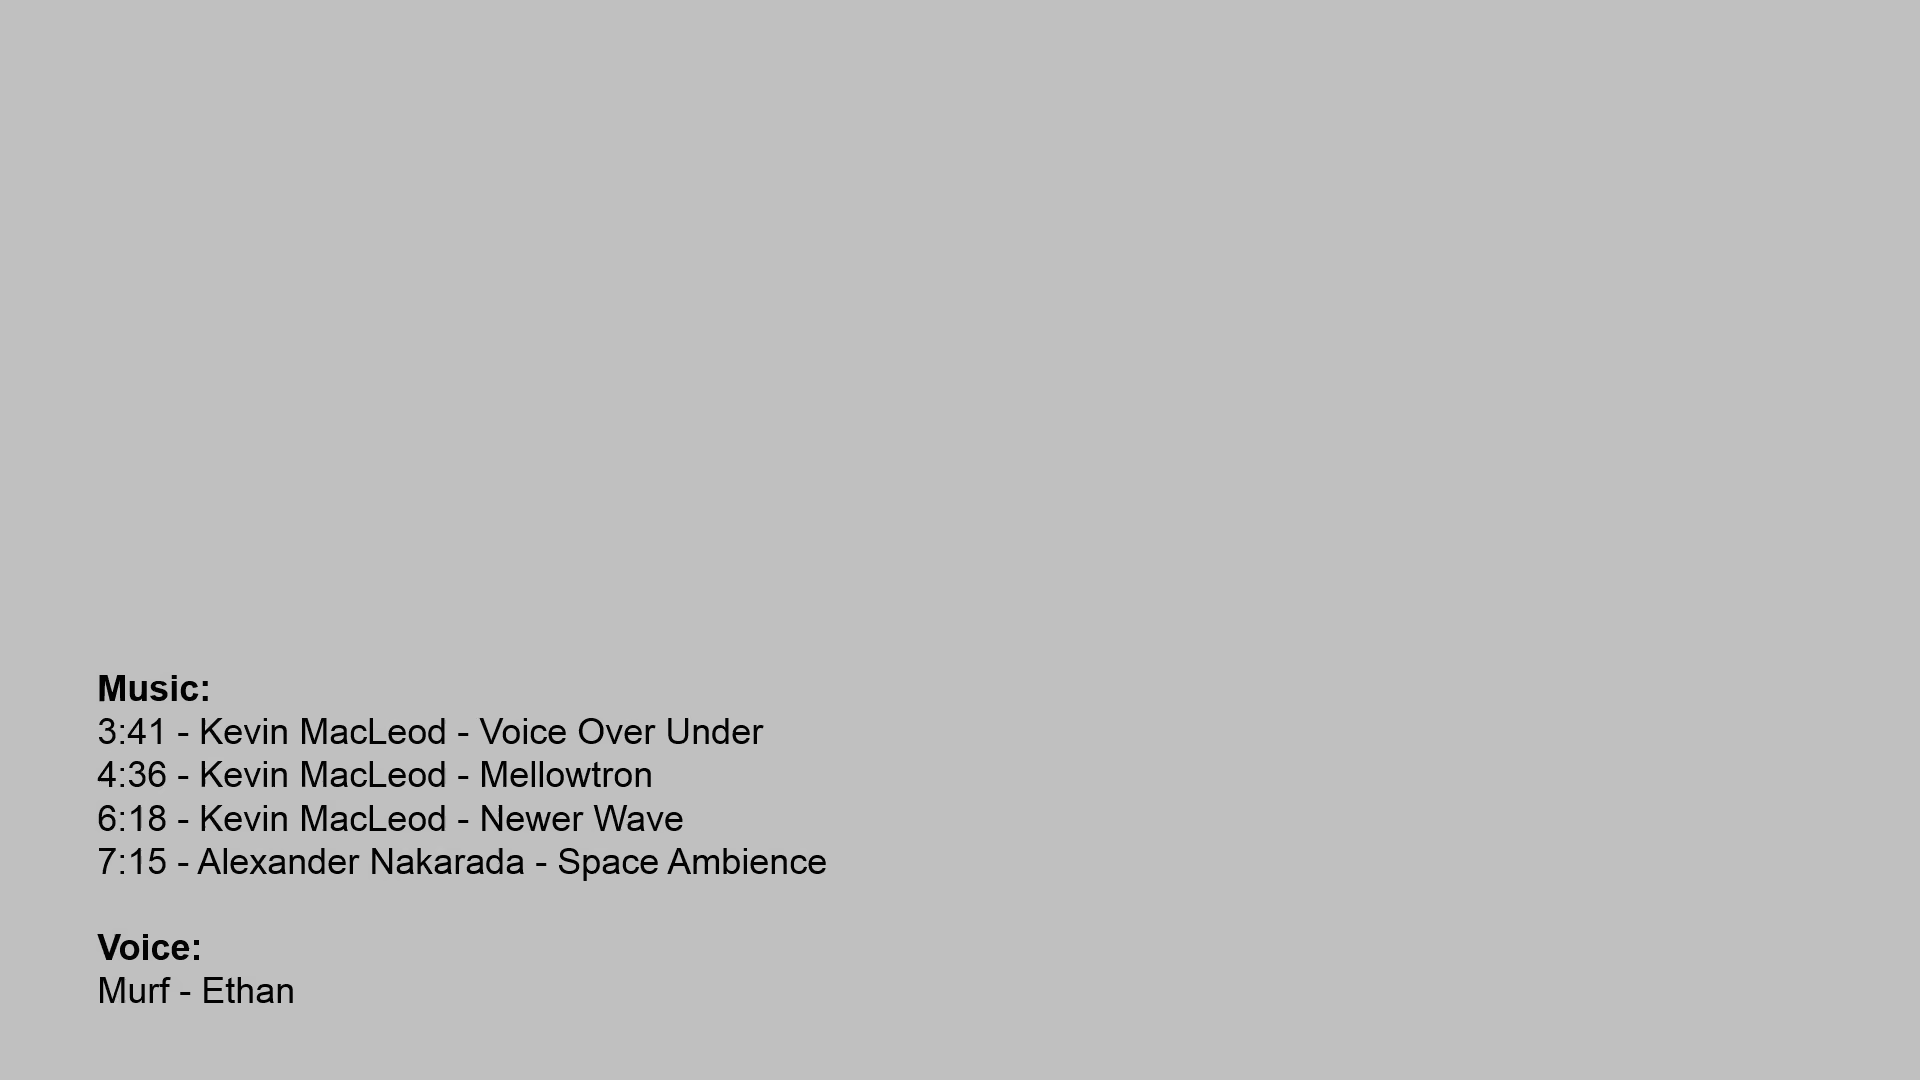 Music:
3:41 - Kevin MacLeod - Voice Over Under
4:36 - Kevin MacLeod - Mellowtron
6:18 - Kevin MacLeod - Newer Wave
7:15 - Alexander Nakarada - Space Ambience
Voice:
Murf - Ethan